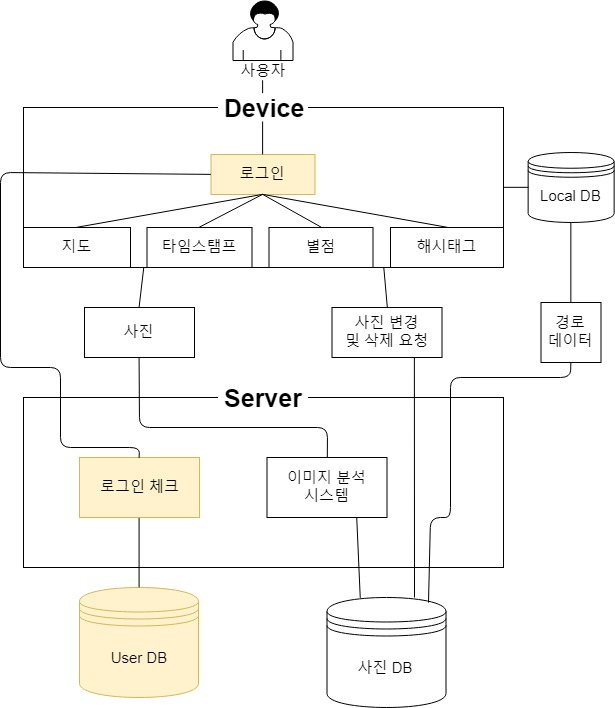 사용자
Device
로그인
Local DB
지도
타임스탬프
별점
해시태그
사진
사진 변경
및 삭제 요청
경로
데이터
Server
로그인 체크
이미지 분석
시스템
User DB
사진 DB